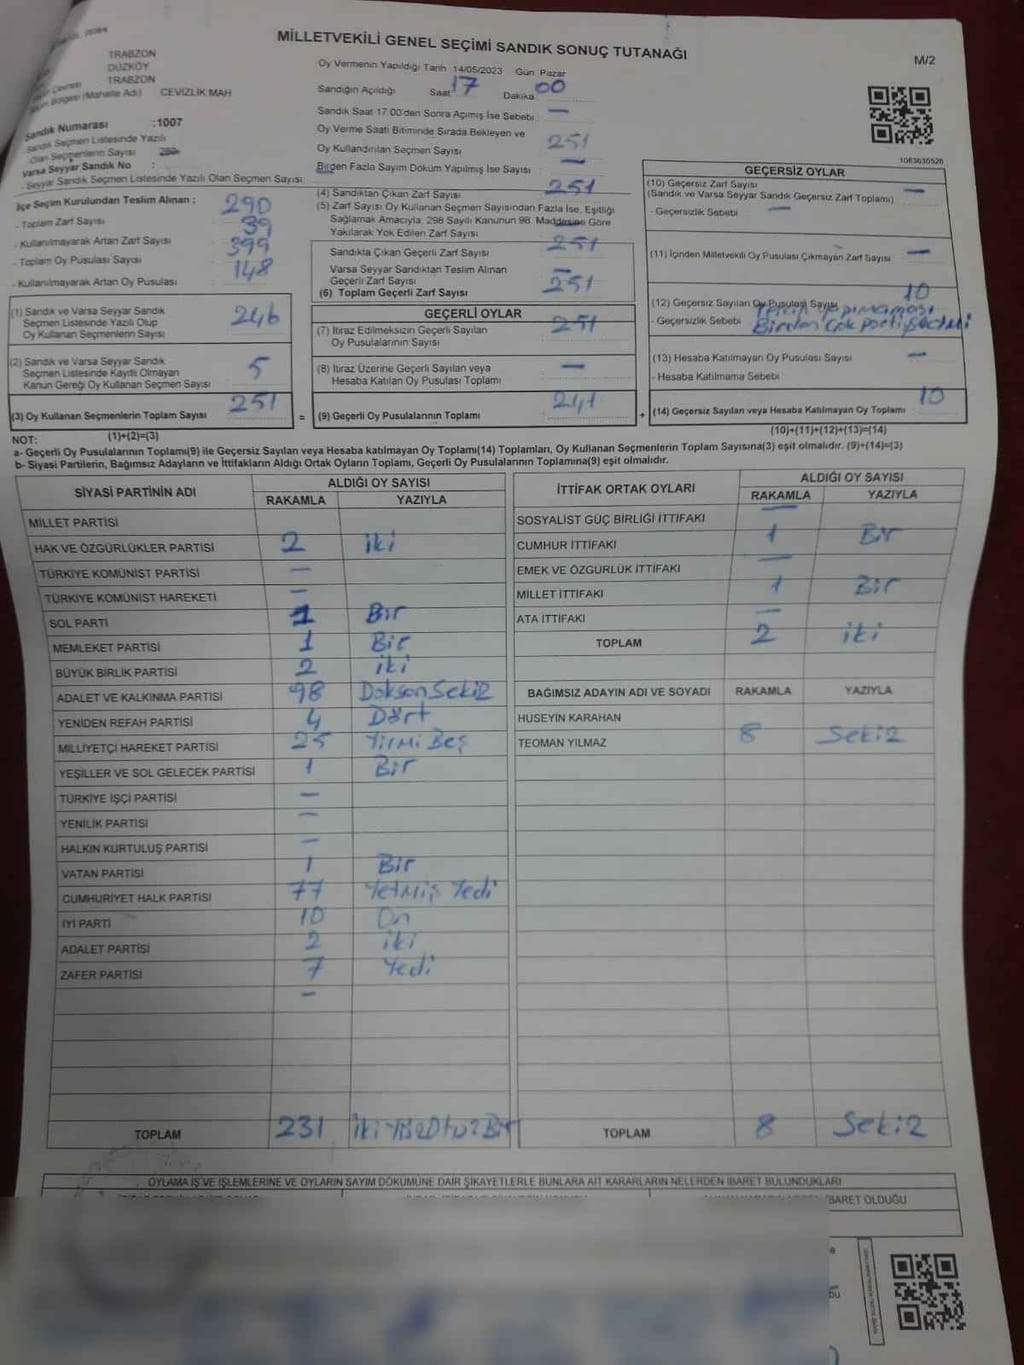 MİLLETVEKİLİ GENEL SEÇİMİ SANDIK SONUÇ TUTANAĞI
M/2
TRABZON
DÜZKÖY
TRABZON
Bölgesi (Mahalle Adı) CEVİZLİK MAH
Sandık Numarası :1007
Sandık Seçmen Listesinde Yazılı
Olan Seçmenlerin Sayısı
Varsa Seyyar Sandık No :
- Seyyar Sandık Seçmen Listesinde Yazılı Olan Seçmen Sayısı
İlçe Seçim Kurulundan Teslim Alınan ;
- Toplam Zarf Sayısı 290
- Kullanılmayarak Artan Zarf Sayısı 39
- Toplam Oy Pusulası Sayısı 399
- Kullanılmayarak Artan Oy Pusulası 148
(1) Sandık ve Varsa Seyyar Sandık
Seçmen Listesinde Yazılı Olup
Oy Kullanan Seçmenlerin Sayısı 246
(2) Sandık ve Varsa Seyyar Sandık
Seçmen Listesinde Kayıtlı Olmayan
Kanun Gereği Oy Kullanan Seçmen Sayısı 5
(3) Oy Kullanan Seçmenlerin Toplam Sayısı 251
(1)+(2)=(3)
Oy Vermenin Yapıldığı Tarih 14/05/2023 Gün Pazar
Sandığın Açıldığı Saat 17 Dakika 00
Sandık Saat 17.00'den Sonra Açımış İse Sebebi —
Oy Verme Saati Bitiminde Sırada Bekleyen ve
Oy Kullandırılan Seçmen Sayısı 251
Birden Fazla Sayım Döküm Yapılmış İse Sayısı —
(4) Sandıktan Çıkan Zarf Sayısı 251
(5) Zarf Sayısı Oy Kullanan Seçmen Sayısından Fazla İse, Eşitliği
Sağlamak Amacıyla, 298 Sayılı Kanunun 98. Maddesine Göre
Yakılarak Yok Edilen Zarf Sayısı —
Sandıkta Çıkan Geçerli Zarf Sayısı 251
Varsa Seyyar Sandıktan Teslim Alınan
Geçerli Zarf Sayısı —
(6) Toplam Geçerli Zarf Sayısı 251
GEÇERLİ OYLAR
(7) İtiraz Edilmeksizin Geçerli Sayılan
Oy Pusulalarının Sayısı 251
(8) İtiraz Üzerine Geçerli Sayılan veya
Hesaba Katılan Oy Pusulası Toplamı —
= (9) Geçerli Oy Pusulalarının Toplamı 241
1083636526
GEÇERSİZ OYLAR
(10) Geçersiz Zarf Sayısı
(Sandık ve Varsa Seyyar Sandık Geçersiz Zarf Toplamı) —
- Geçersizlik Sebebi —
(11) İçinden Milletvekili Oy Pusulası Çıkmayan Zarf Sayısı —
(12) Geçersiz Sayılan Oy Pusulası Sayısı 10
- Geçersizlik Sebebi Tercih yapılmaması
Birden çok parti
(13) Hesaba Katılmayan Oy Pusulası Sayısı —
- Hesaba Katılmama Sebebi :
+ (14) Geçersiz Sayılan veya Hesaba Katılmayan Oy Toplamı 10
(10)+(11)+(12)+(13)=(14)
NOT:
a- Geçerli Oy Pusulalarının Toplamı(9) ile Geçersiz Sayılan veya Hesaba katılmayan Oy Toplamı(14) Toplamları, Oy Kullanan Seçmenlerin Toplam Sayısına(3) eşit olmalıdır. (9)+(14)=(3)
b- Siyasi Partilerin, Bağımsız Adayların ve İttifakların Aldığı Ortak Oyların Toplamı, Geçerli Oy Pusulalarının Toplamına(9) eşit olmalıdır.
SİYASİ PARTİNİN ADI ALDIĞI OY SAYISI
RAKAMLA YAZIYLA
MİLLET PARTİSİ
HAK VE ÖZGÜRLÜKLER PARTİSİ 2 iki
TÜRKİYE KOMÜNİST PARTİSİ —
TÜRKİYE KOMÜNİST HAREKETİ —
SOL PARTİ 1 Bir
MEMLEKET PARTİSİ 1 Bir
BÜYÜK BİRLİK PARTİSİ 2 iki
ADALET VE KALKINMA PARTİSİ 98 Doksan Sekiz
YENİDEN REFAH PARTİSİ 4 Dört
MİLLİYETÇİ HAREKET PARTİSİ 25 Yirmi Beş
YEŞİLLER VE SOL GELECEK PARTİSİ 1 Bir
TÜRKİYE İŞÇİ PARTİSİ —
YENİLİK PARTİSİ —
HALKIN KURTULUŞ PARTİSİ —
VATAN PARTİSİ 1 Bir
CUMHURİYET HALK PARTİSİ 77 Yetmiş Yedi
İYİ PARTİ 10 On
ADALET PARTİSİ 2 iki
ZAFER PARTİSİ 7 Yedi
—
TOPLAM 231 iki Yüz Otuz Bir
İTTİFAK ORTAK OYLARI ALDIĞI OY SAYISI
RAKAMLA YAZIYLA
SOSYALİST GÜÇ BİRLİĞİ İTTİFAKI —
CUMHUR İTTİFAKI 1 Bir
EMEK VE ÖZGÜRLÜK İTTİFAKI —
MİLLET İTTİFAKI 1 Bir
ATA İTTİFAKI —
TOPLAM 2 iki
BAĞIMSIZ ADAYIN ADI VE SOYADI RAKAMLA YAZIYLA
HÜSEYİN KARAHAN
TEOMAN YILMAZ 8 Sekiz
TOPLAM 8 Sekiz
OYLAMA İŞ VE İŞLEMLERİNE VE OYLARIN SAYIM DÖKÜMÜNE DAİR ŞİKAYETLERLE BUNLARA AİT KARARLARIN NELERDEN İBARET BULUNDUKLARI
İBARET OLDUĞU